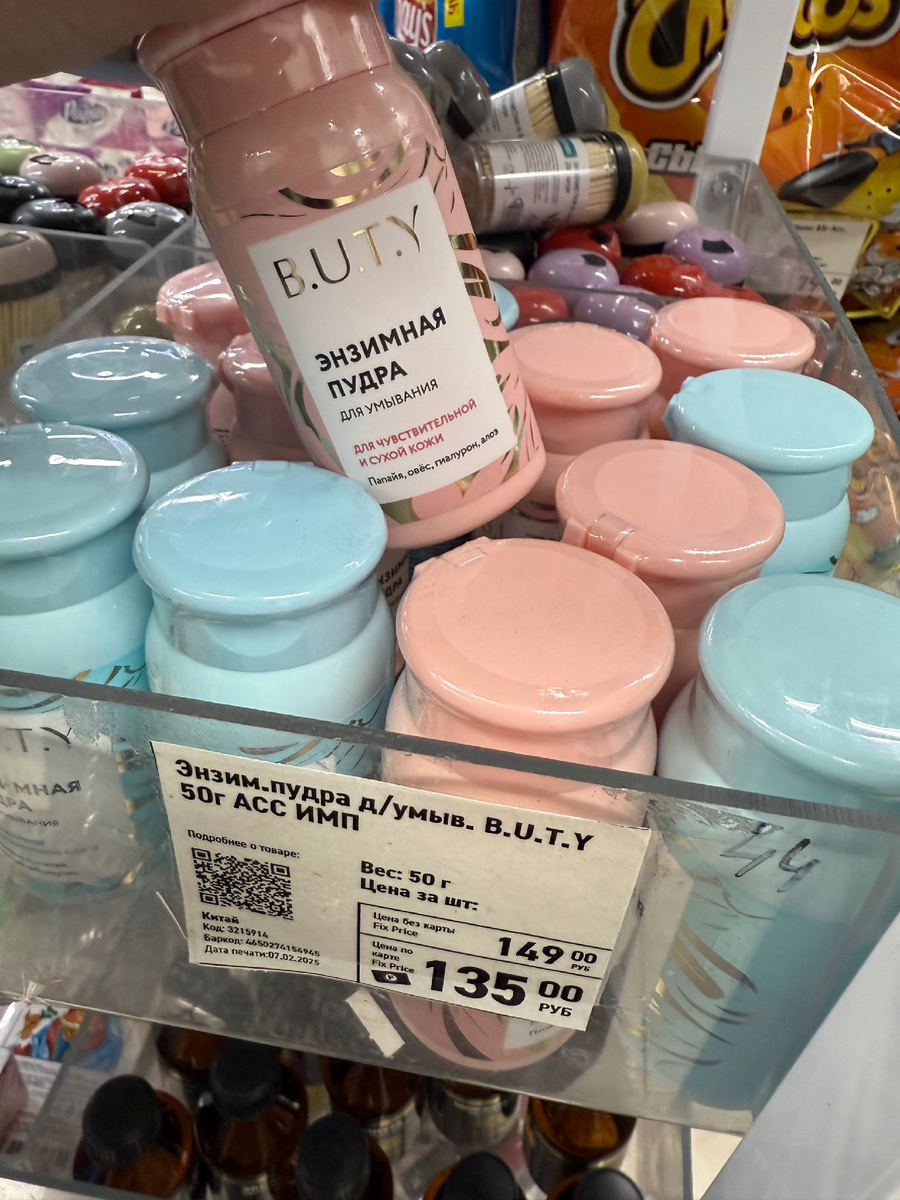 B.U.T.Y
ЭНЗИМНАЯ
ПУДРА
ДЛЯ УМЫВАНИЯ
ДЛЯ ЧУВСТВИТЕЛЬНОЙ
И СУХОЙ КОЖИ
Папайя, овёс, гиалурон, алоэ
Энзим.пудра д/умыв. B.U.T.Y
50г АСС ИМП
Подробнее о товаре:
Китай
Код: 3215914
Баркод: 4650274154945
Дата печати:07.02.2025
Вес: 50 г
Цена за шт:
Цена без карты
Fix Price
149 00
РУБ
Цена по
карте
Fix Price
135 00
РУБ
44